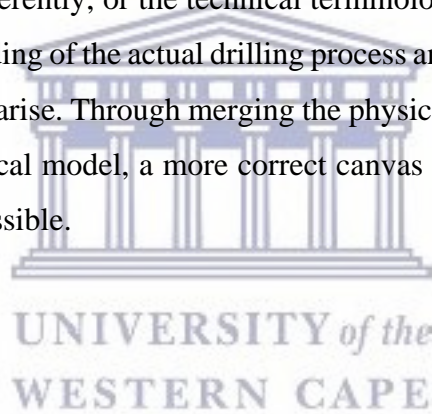 erently, or the technical terminolo
ing of the actual drilling process a
arise. Through merging the physic
cal model, a more correct canvas
ssible.
UNIVERSITY of the
WESTERN CAPE